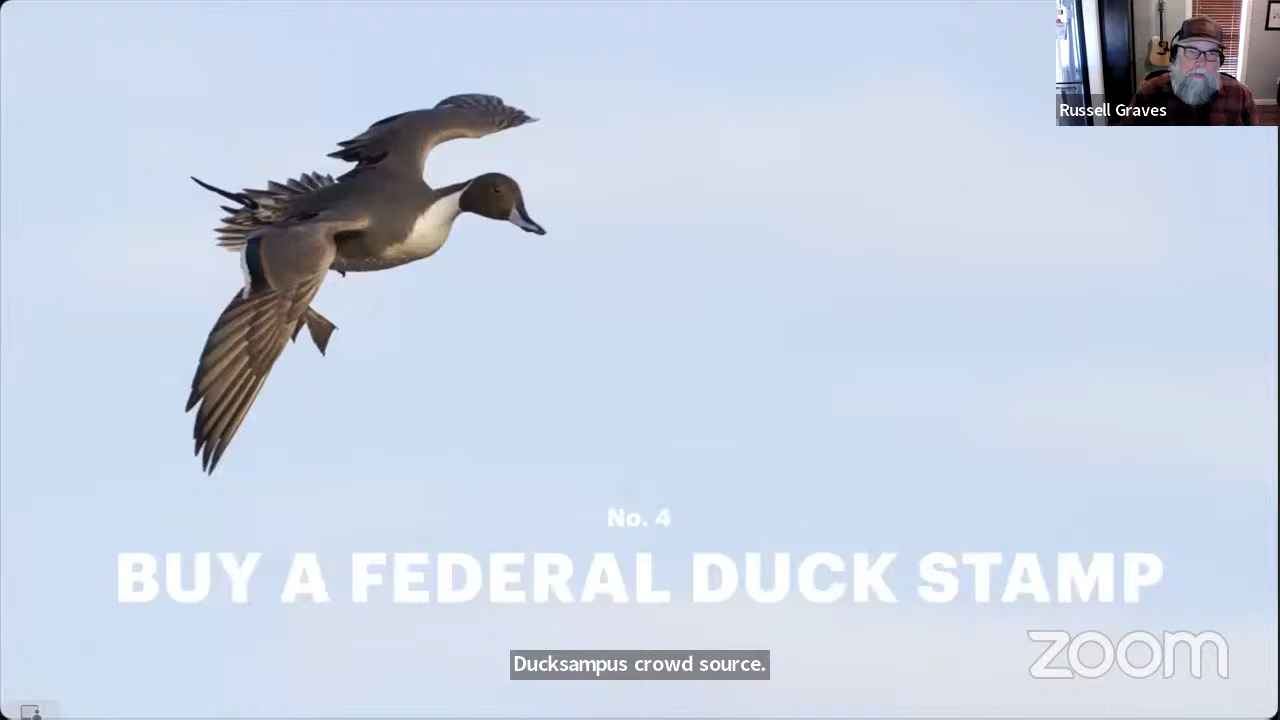 Russell Graves
No. 4
BUY A FEDERAL DUCK STAMP
Ducksampus crowd source.
zoom